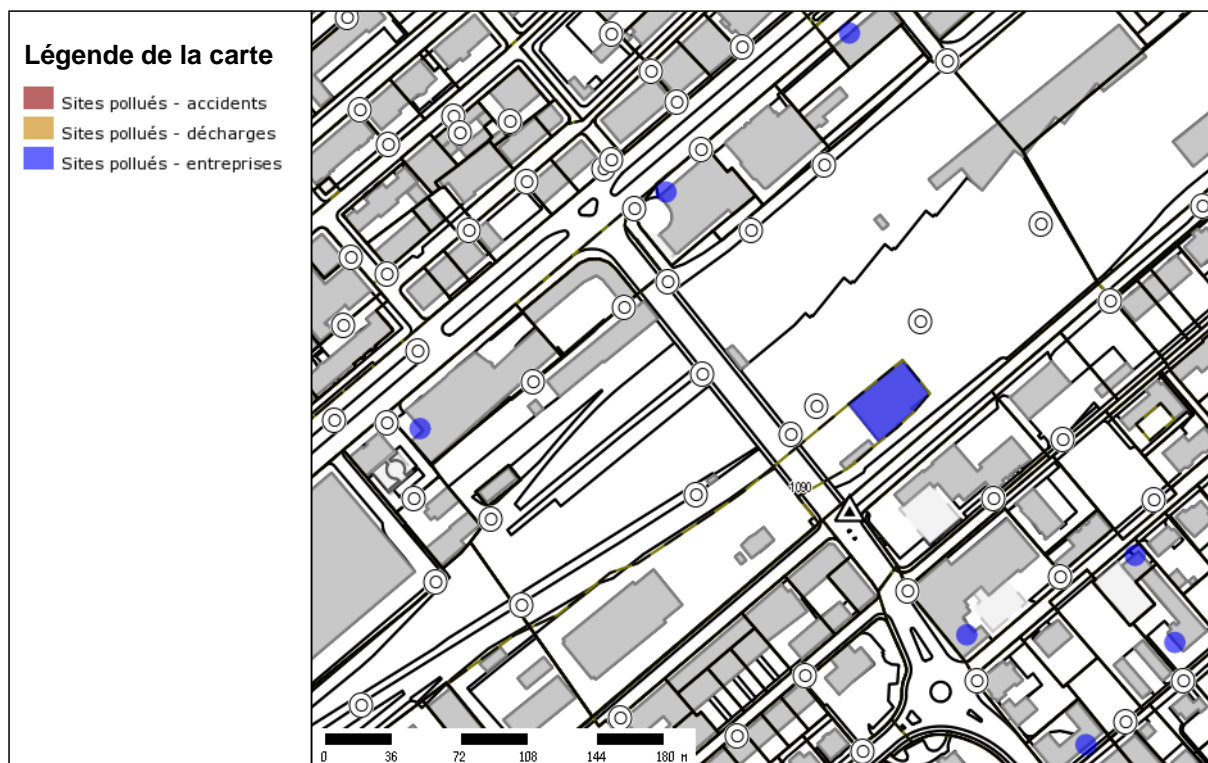 Légende de la carte
Sites pollués - accidents
Sites pollués - décharges
Sites pollués - entreprises
1090
0 36 72 108 144 180 M